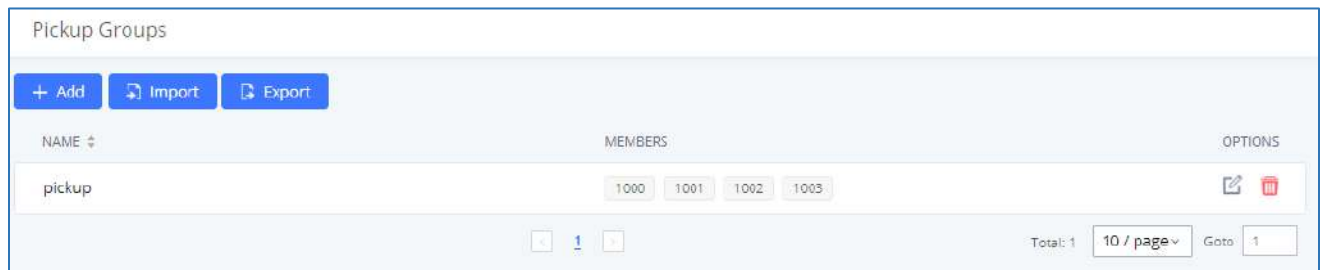 Pickup Groups
+ Add Import Export
NAME MEMBERS OPTIONS
pickup 1000 1001 1002 1003
< 1 > Total: 1 10 / page Goto 1